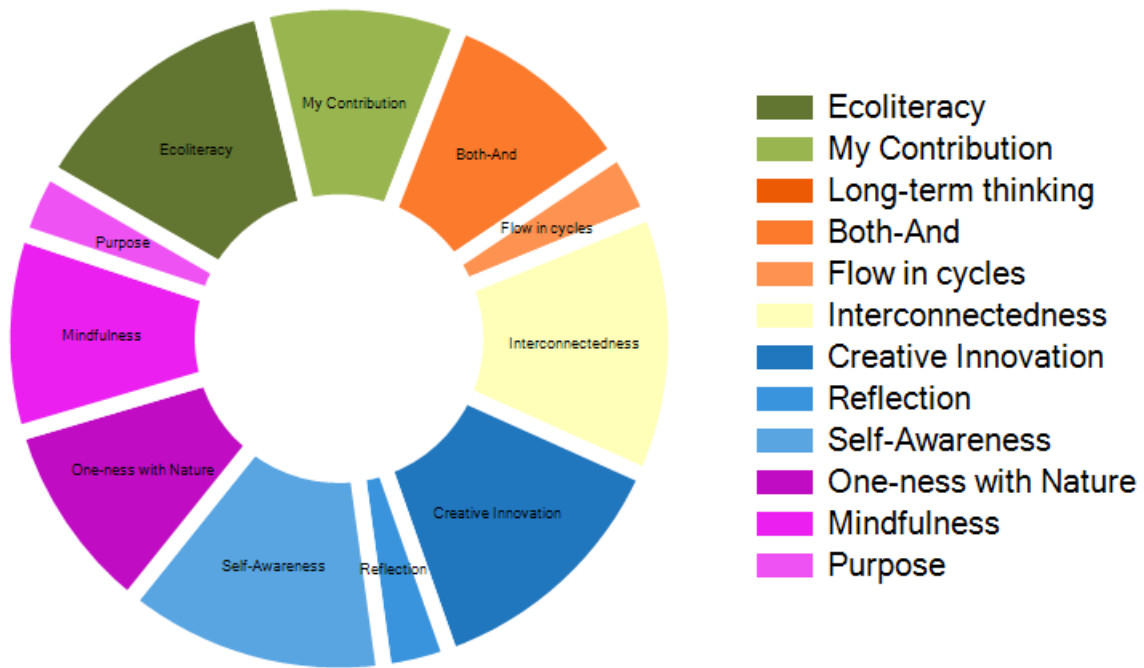 My Contribution
Ecoliteracy
Both-And
Flow in cycles
Purpose
Mindfulness
Interconnectedness
One-ness with Nature
Creative Innovation
Self-Awareness
Reflection
Ecoliteracy
My Contribution
Long-term thinking
Both-And
Flow in cycles
Interconnectedness
Creative Innovation
Reflection
Self-Awareness
One-ness with Nature
Mindfulness
Purpose